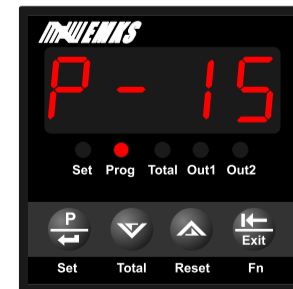 EMKS
P - 15
Set Prog Total Out1 Out2
P
Exit
Set Total Reset Fn